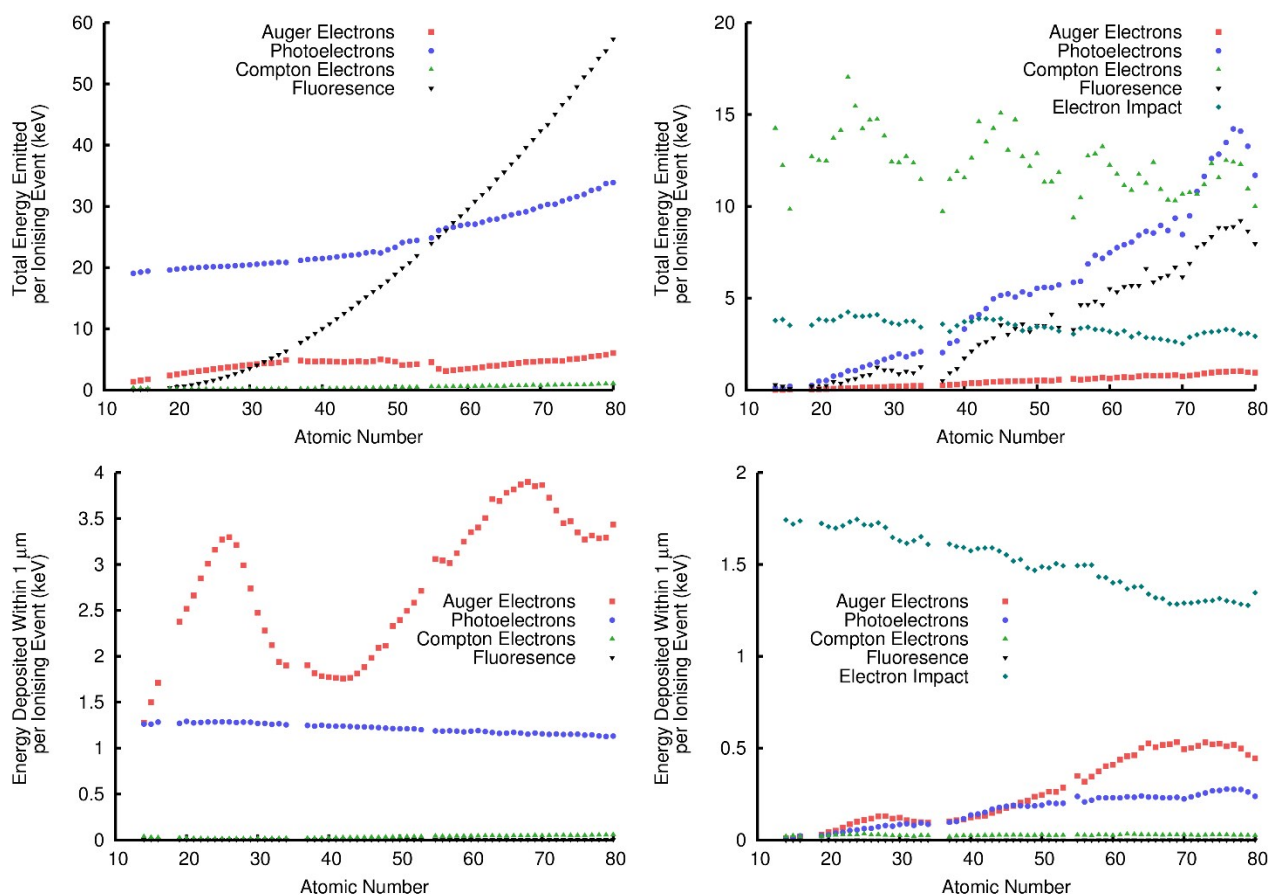 Total Energy Emitted
per Ionising Event (keV)
60
50
40
30
20
10
0
Auger Electrons
Photoelectrons
Compton Electrons
Fluoresence
10 20 30 40 50 60 70 80
Atomic Number
Total Energy Emitted
per Ionising Event (keV)
20
15
10
5
0
Auger Electrons
Photoelectrons
Compton Electrons
Fluoresence
Electron Impact
10 20 30 40 50 60 70 80
Atomic Number
Energy Deposited Within 1 μm
per Ionising Event (keV)
4
3.5
3
2.5
2
1.5
1
0.5
0
Auger Electrons
Photoelectrons
Compton Electrons
Fluoresence
10 20 30 40 50 60 70 80
Atomic Number
Energy Deposited Within 1 μm
per Ionising Event (keV)
2
1.5
1
0.5
0
Auger Electrons
Photoelectrons
Compton Electrons
Fluoresence
Electron Impact
10 20 30 40 50 60 70 80
Atomic Number